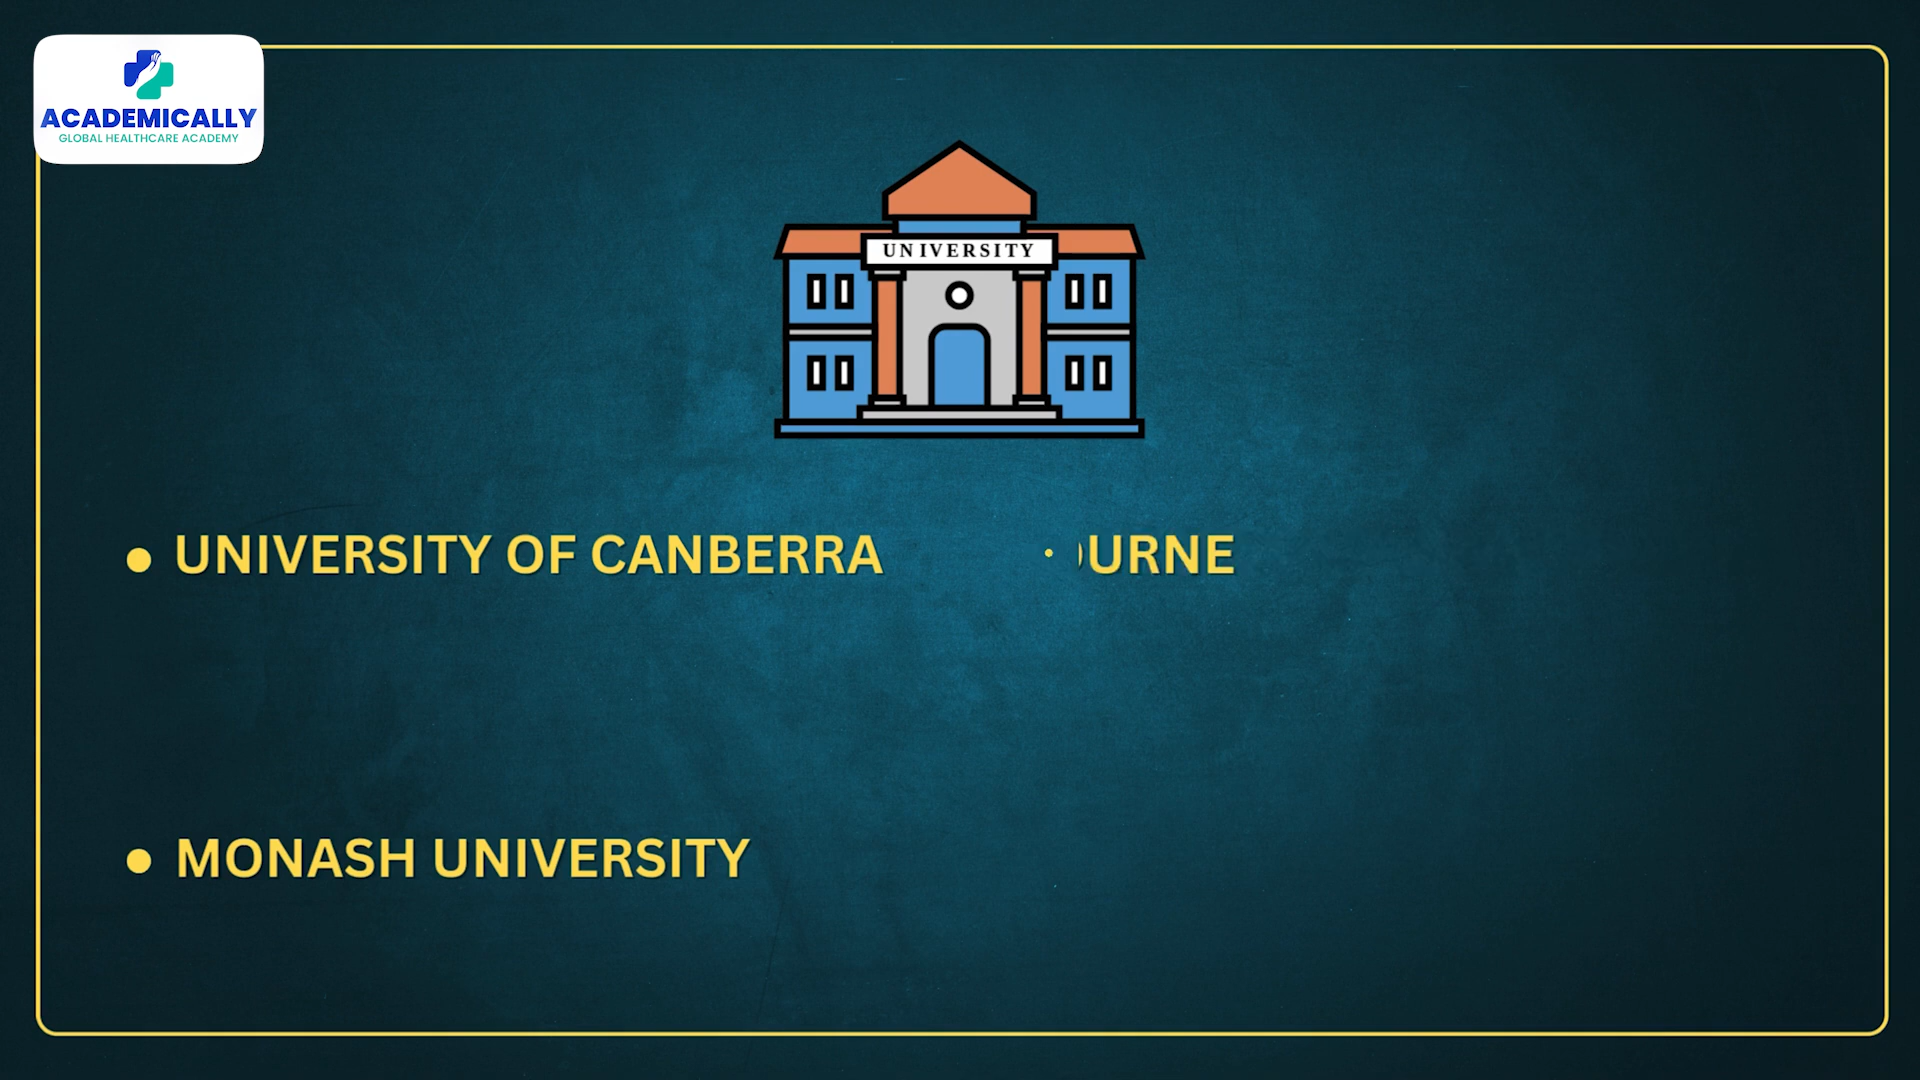 ACADEMICALLY
GLOBAL HEALTHCARE ACADEMY
UNIVERSITY
• UNIVERSITY OF CANBERRA
• URNE
• MONASH UNIVERSITY